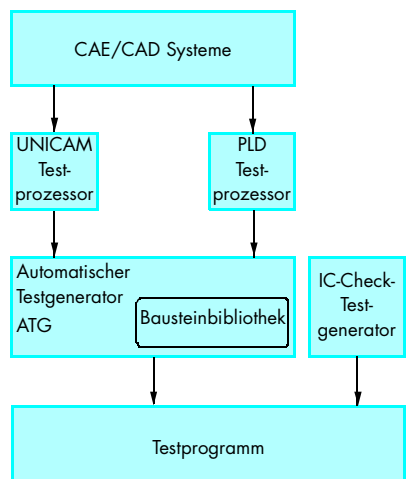 CAE/CAD Systeme
UNICAM
Test-
prozessor
PLD
Test-
prozessor
Automatischer
Testgenerator
ATG
Bausteinbibliothek
IC-Check-
Test-
generator
Testprogramm